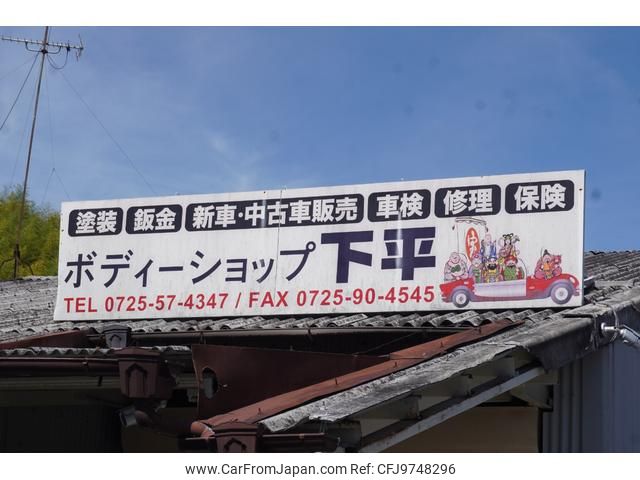 塗装 鈑金 新車・中古車販売 車検 修理 保険
ボディーショップ下平
TEL 0725-57-4347 / FAX 0725-90-4545
www.CarFromJapan.com - Car ID: CFJ9748296